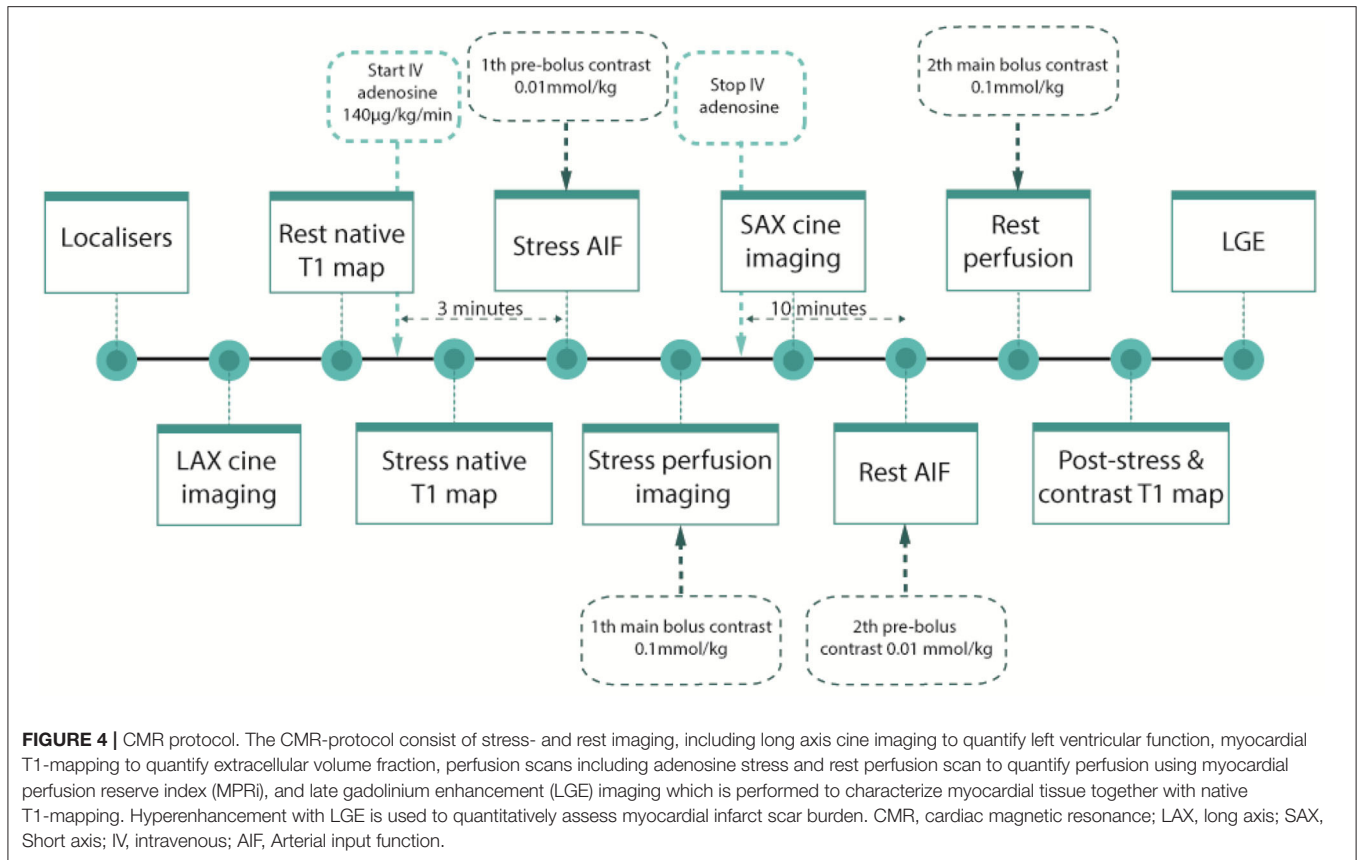 Start IV
adenosine
140µg/kg/min
1th pre-bolus contrast
0.01mmol/kg
Stop IV
adenosine
2th main bolus contrast
0.1mmol/kg
Localisers
Rest native
T1 map
Stress AIF
SAX cine
imaging
Rest
perfusion
LGE
3 minutes
10 minutes
LAX cine
imaging
Stress native
T1 map
Stress perfusion
imaging
Rest AIF
Post-stress &
contrast T1 map
1th main bolus contrast
0.1mmol/kg
2th pre-bolus
contrast 0.01 mmol/kg
FIGURE 4 | CMR protocol. The CMR-protocol consist of stress- and rest imaging, including long axis cine imaging to quantify left ventricular function, myocardial
T1-mapping to quantify extracellular volume fraction, perfusion scans including adenosine stress and rest perfusion scan to quantify perfusion using myocardial
perfusion reserve index (MPRi), and late gadolinium enhancement (LGE) imaging which is performed to characterize myocardial tissue together with native
T1-mapping. Hyperenhancement with LGE is used to quantitatively assess myocardial infarct scar burden. CMR, cardiac magnetic resonance; LAX, long axis; SAX,
Short axis; IV, intravenous; AIF, Arterial input function.